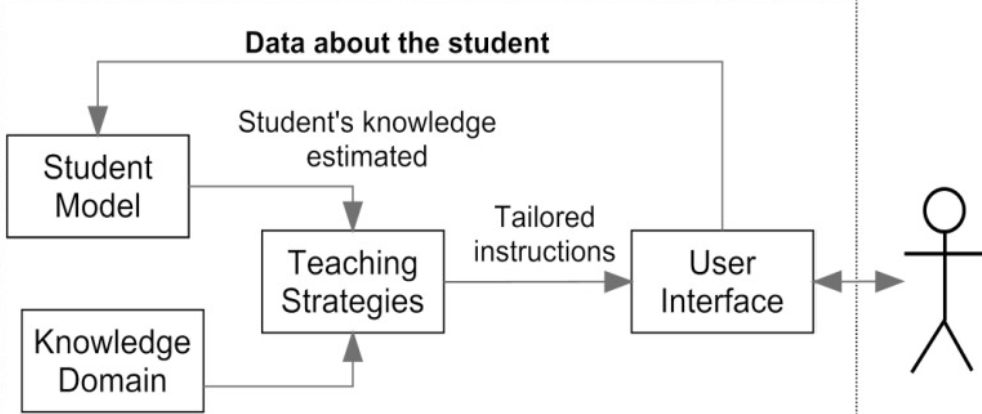 Data about the student
Student's knowledge
estimated
Student
Model
Tailored
instructions
Teaching
Strategies
User
Interface
Knowledge
Domain